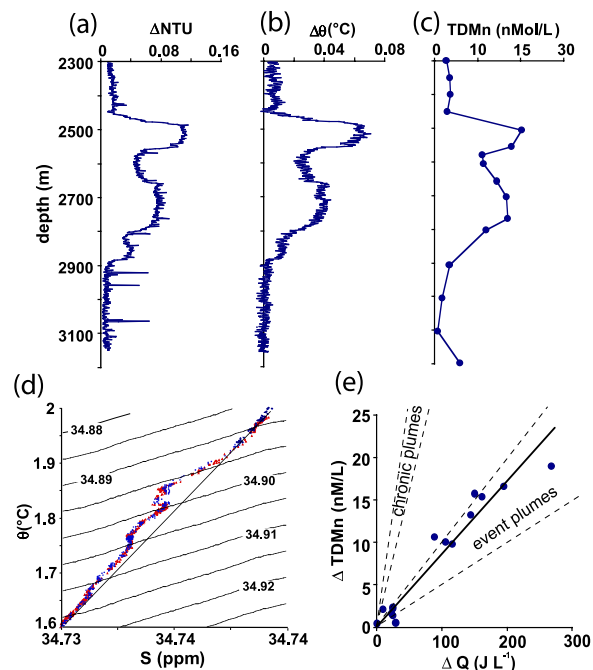 (a) (b) (c)
ΔNTU Δθ(°C) TDMn (nMol/L)
0 0.08 0.16 0 0.04 0.08 0 10 15 30
2300
2500
2700
2900
3100
depth (m)
(d) (e)
2
1.9
1.8
1.7
1.6
θ(°C)
34.88
34.89
34.90
34.91
34.92
34.73 34.74 34.74
S (ppm)
25
20
15
10
5
0
Δ TDMn (nM/L)
chronic plumes
event plumes
0 100 200 300
Δ Q (J L⁻¹)